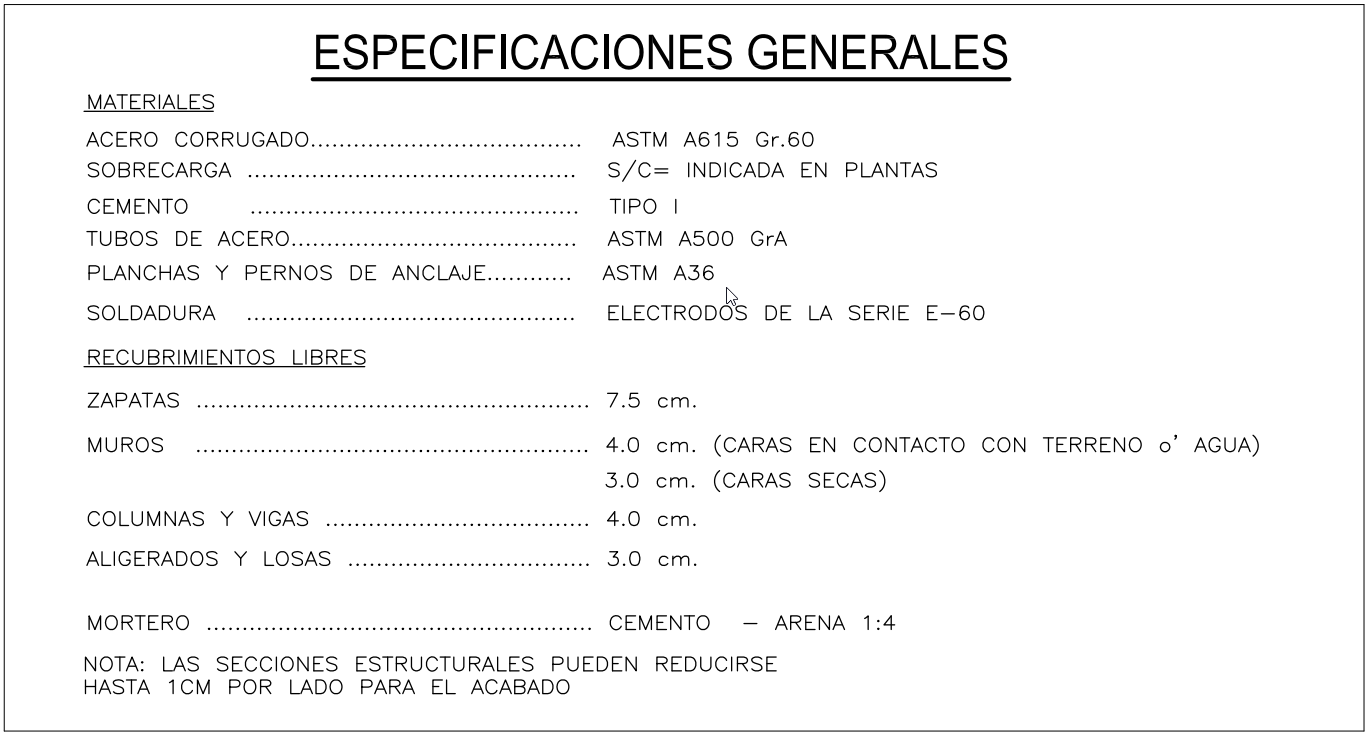 ESPECIFICACIONES GENERALES
MATERIALES
ACERO CORRUGADO...................................... ASTM A615 Gr.60
SOBRECARGA .............................................. S/C= INDICADA EN PLANTAS
CEMENTO .............................................. TIPO I
TUBOS DE ACERO........................................ ASTM A500 GrA
PLANCHAS Y PERNOS DE ANCLAJE............ ASTM A36
SOLDADURA .............................................. ELECTRODOS DE LA SERIE E-60
RECUBRIMIENTOS LIBRES
ZAPATAS ....................................................... 7.5 cm.
MUROS ....................................................... 4.0 cm. (CARAS EN CONTACTO CON TERRENO o' AGUA)
3.0 cm. (CARAS SECAS)
COLUMNAS Y VIGAS ..................................... 4.0 cm.
ALIGERADOS Y LOSAS .................................. 3.0 cm.
MORTERO ...................................................... CEMENTO - ARENA 1:4
NOTA: LAS SECCIONES ESTRUCTURALES PUEDEN REDUCIRSE
HASTA 1CM POR LADO PARA EL ACABADO